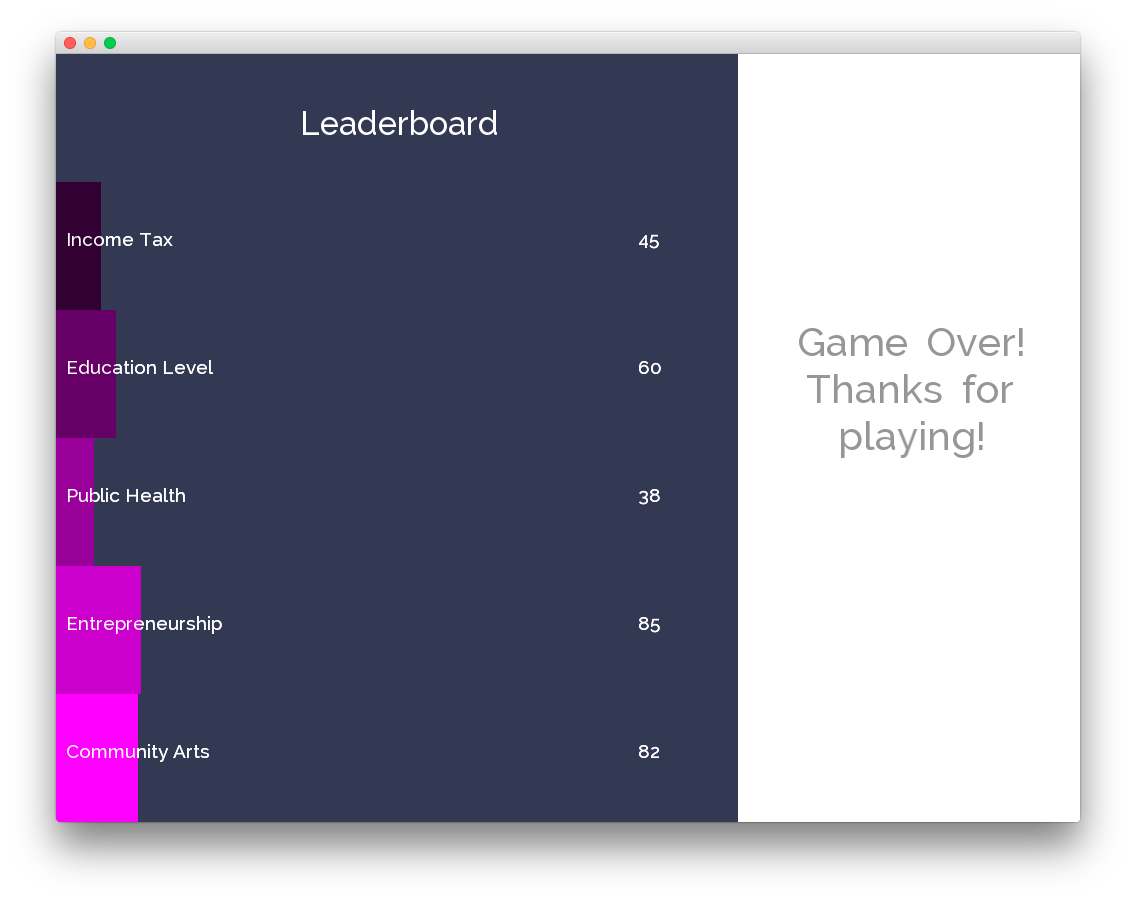 Leaderboard
Income Tax 45
Education Level 60
Public Health 38
Entrepreneurship 85
Community Arts 82
Game Over!
Thanks for
playing!